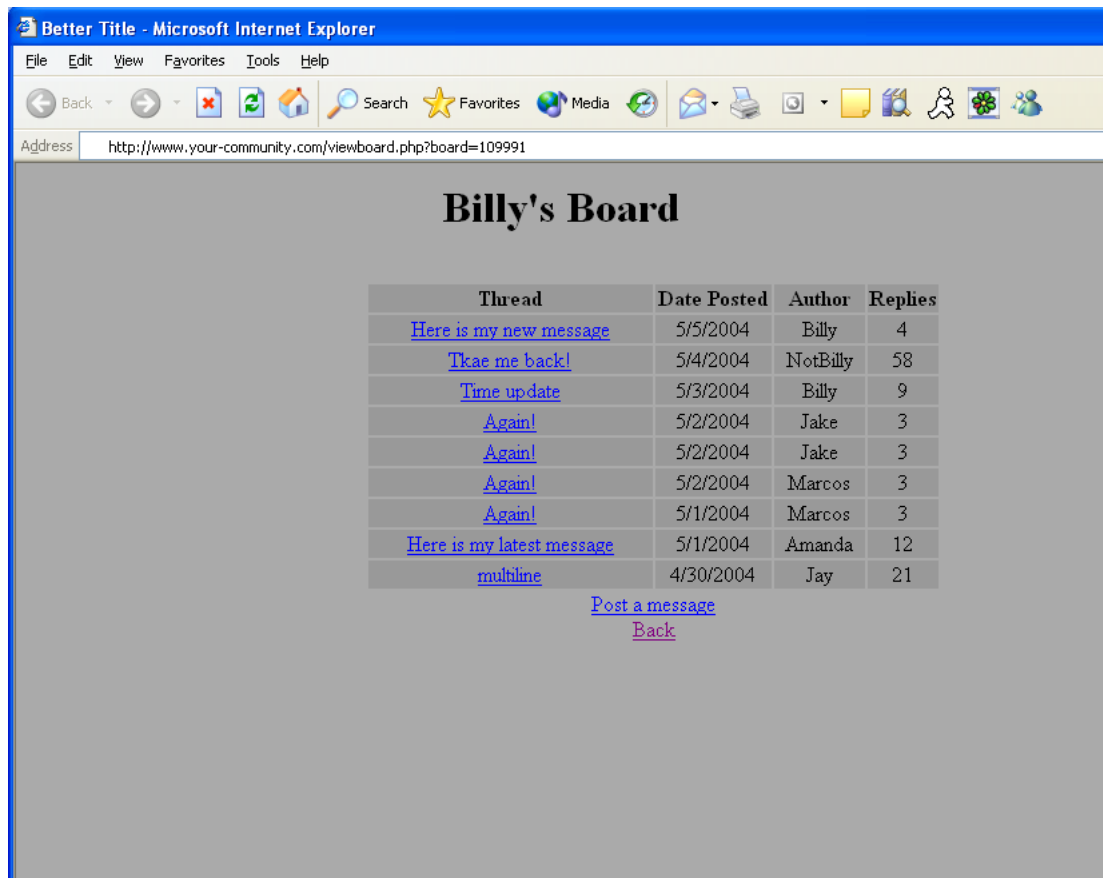 Better Title - Microsoft Internet Explorer
File Edit View Favorites Tools Help
Back Search Favorites Media
Address http://www.your-community.com/viewboard.php?board=109991
Billy's Board
Thread Date Posted Author Replies
Here is my new message 5/5/2004 Billy 4
Tkae me back! 5/4/2004 NotBilly 58
Time update 5/3/2004 Billy 9
Again! 5/2/2004 Jake 3
Again! 5/2/2004 Jake 3
Again! 5/2/2004 Marcos 3
Again! 5/1/2004 Marcos 3
Here is my latest message 5/1/2004 Amanda 12
multiline 4/30/2004 Jay 21
Post a message
Back